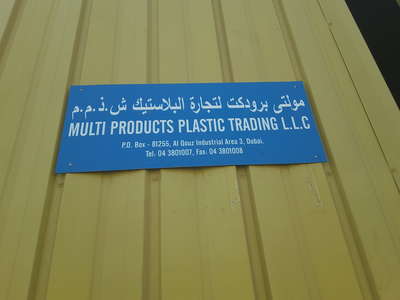 مولتي برودكت لتجارة البلاستيك ش.ذ.م.م
MULTI PRODUCTS PLASTIC TRADING L.L.C
P.O. Box - 81255, Al Qouz Industrial Area 3, Dubai.
Tel: 04 3801007, Fax: 04 3801008